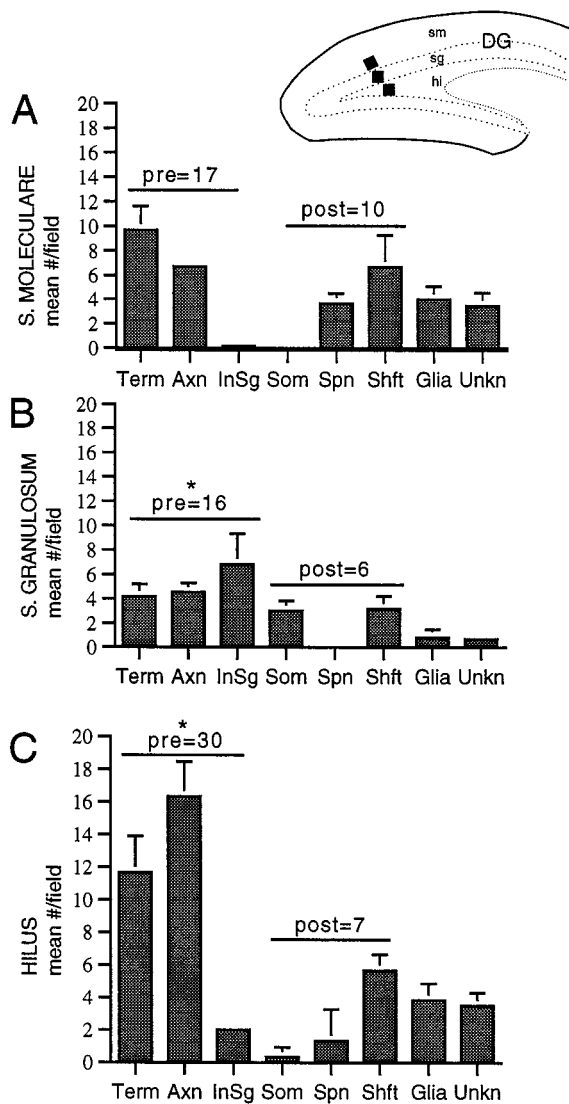 sm
DG
sg
hi
A
S. MOLECULARE
mean #/field
20
18
16
14
12
10
8
6
4
2
0
pre=17
post=10
Term Axn InSg Som Spn Shft Glia Unkn
B
S. GRANULOSUM
mean #/field
20
18
16
14
12
10
8
6
4
2
0
*
pre=16
post=6
Term Axn InSg Som Spn Shft Glia Unkn
C
HILUS
mean #/field
20
18
16
14
12
10
8
6
4
2
0
*
pre=30
post=7
Term Axn InSg Som Spn Shft Glia Unkn